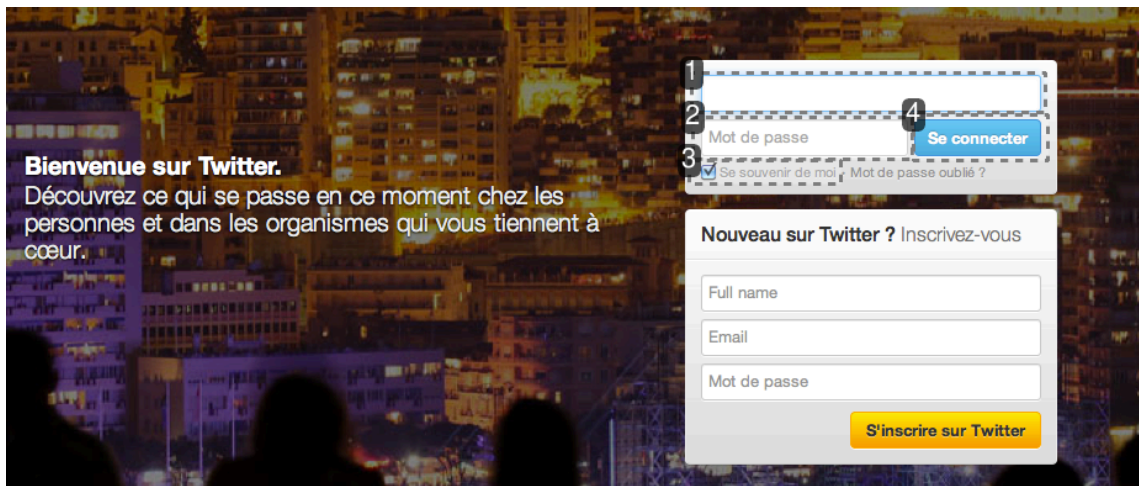 Bienvenue sur Twitter.
Découvrez ce qui se passe en ce moment chez les
personnes et dans les organismes qui vous tiennent à
cœur.
1
2
Mot de passe
4
Se connecter
3
Se souvenir de moi · Mot de passe oublié ?
Nouveau sur Twitter ? Inscrivez-vous
Full name
Email
Mot de passe
S'inscrire sur Twitter